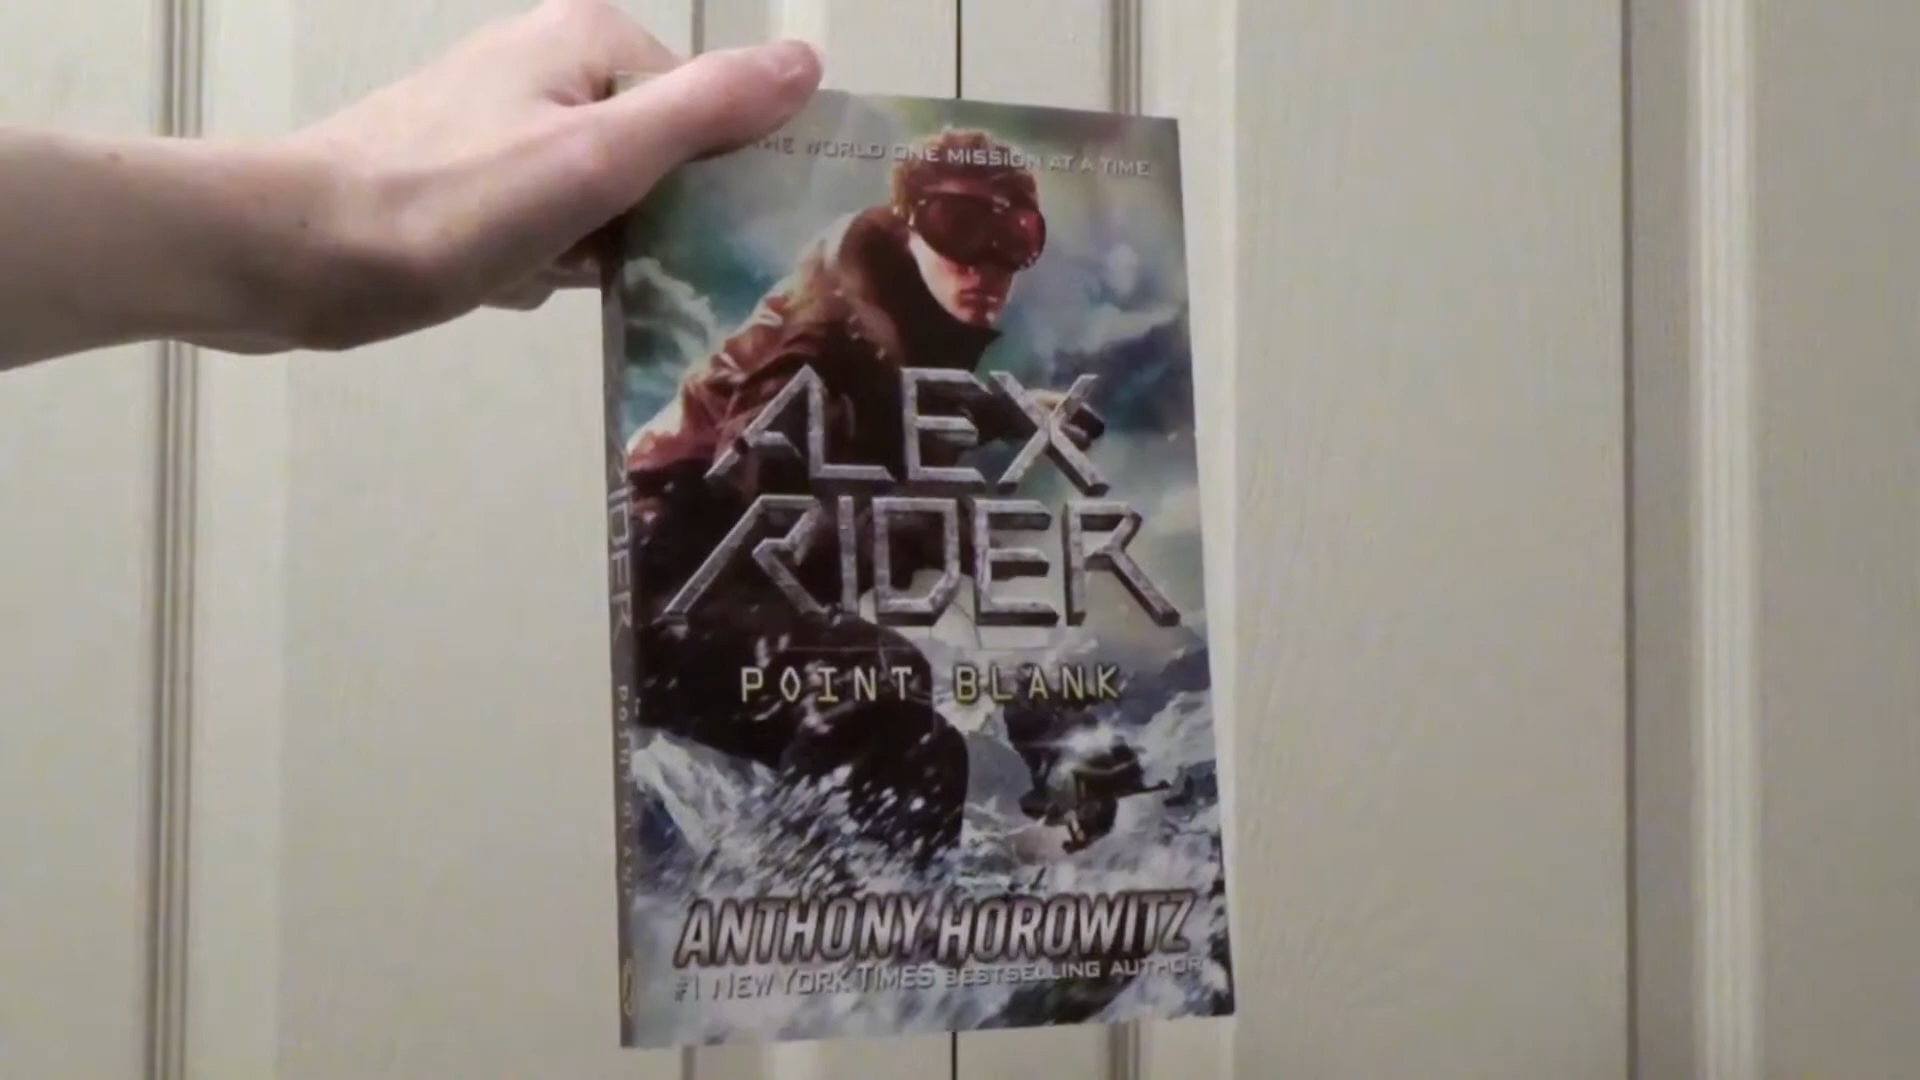 THE WORLD ONE MISSION AT A TIME
ALEX
RIDER
POINT BLANK
ANTHONY HOROWITZ
#1 NEW YORK TIMES BESTSELLING AUTHOR
RIDER POINT BLANK